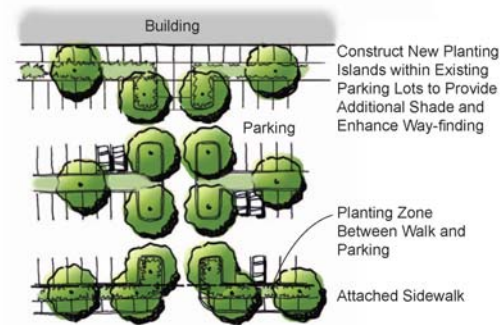 Building
Construct New Planting
Islands within Existing
Parking Lots to Provide
Additional Shade and
Enhance Way-finding
Parking
Planting Zone
Between Walk and
Parking
Attached Sidewalk